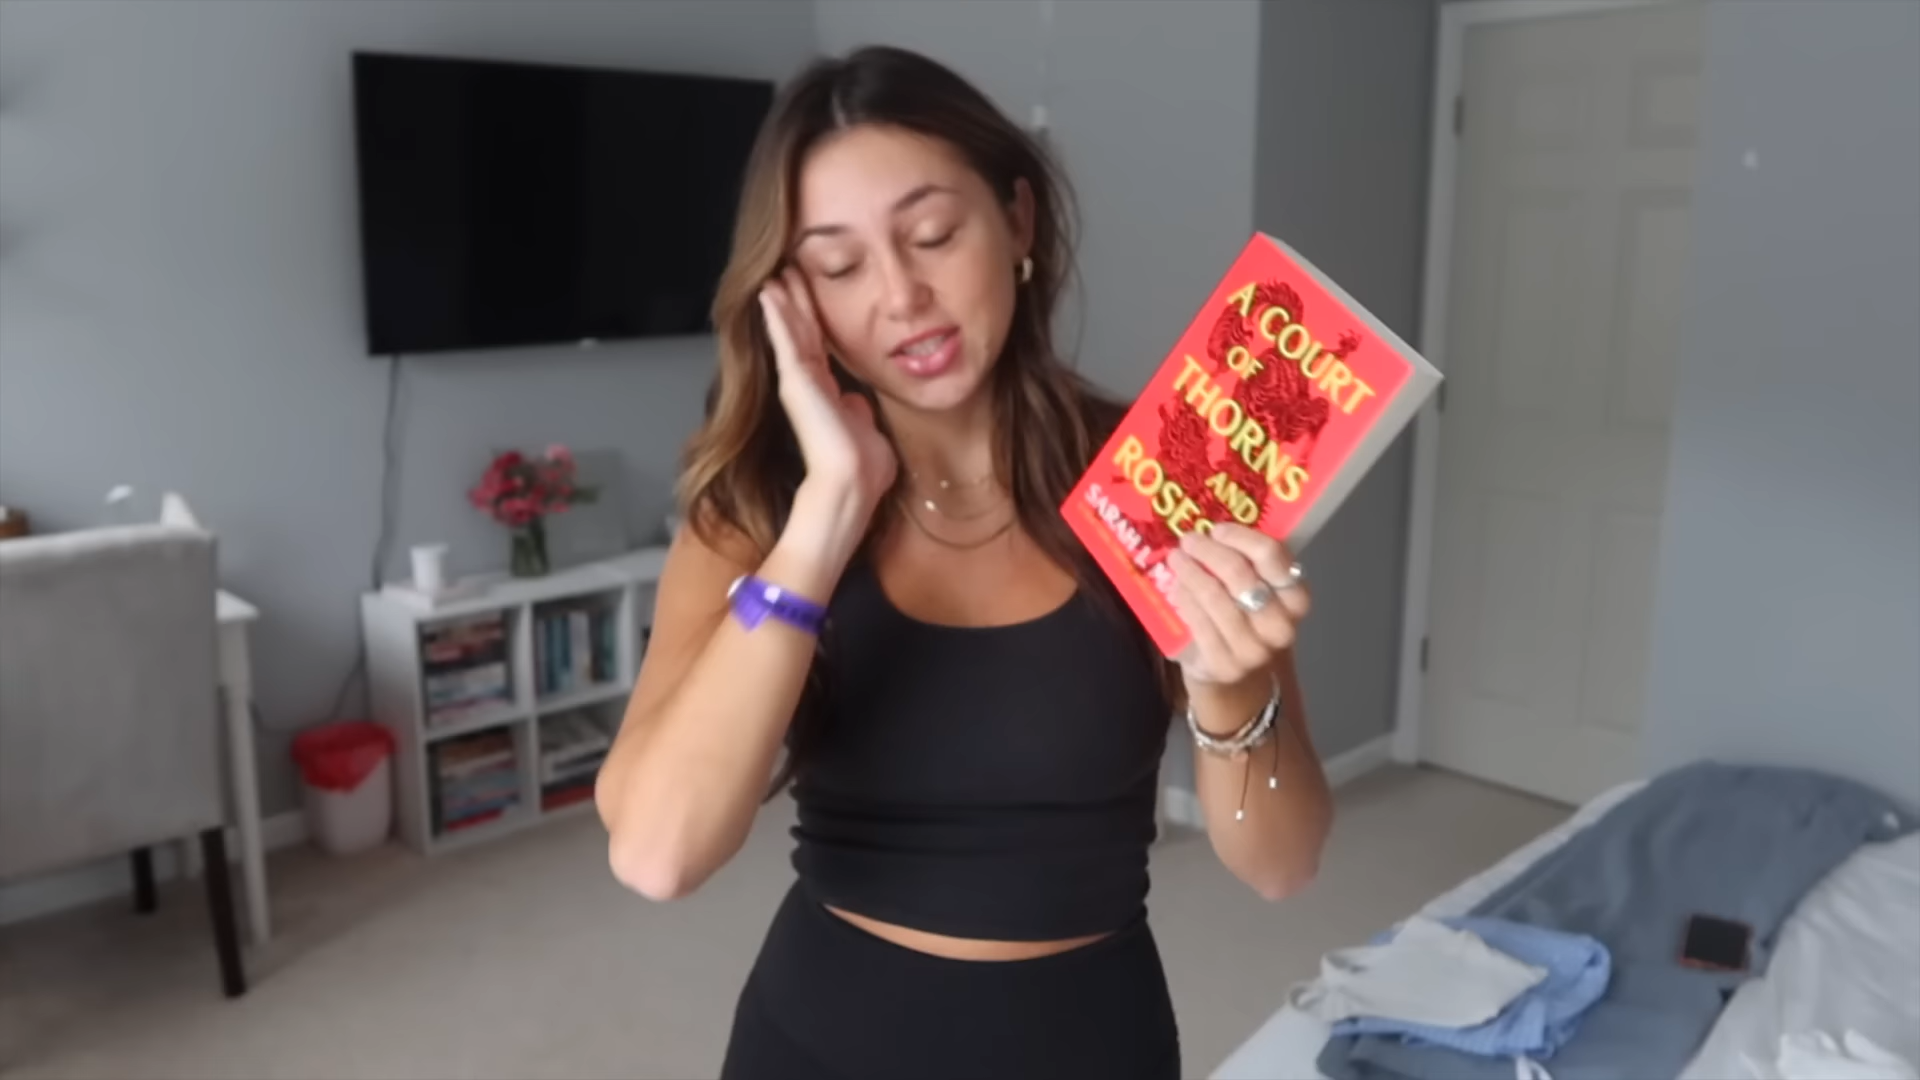 A COURT
OF
THORNS
AND
ROSES
SARAH J.